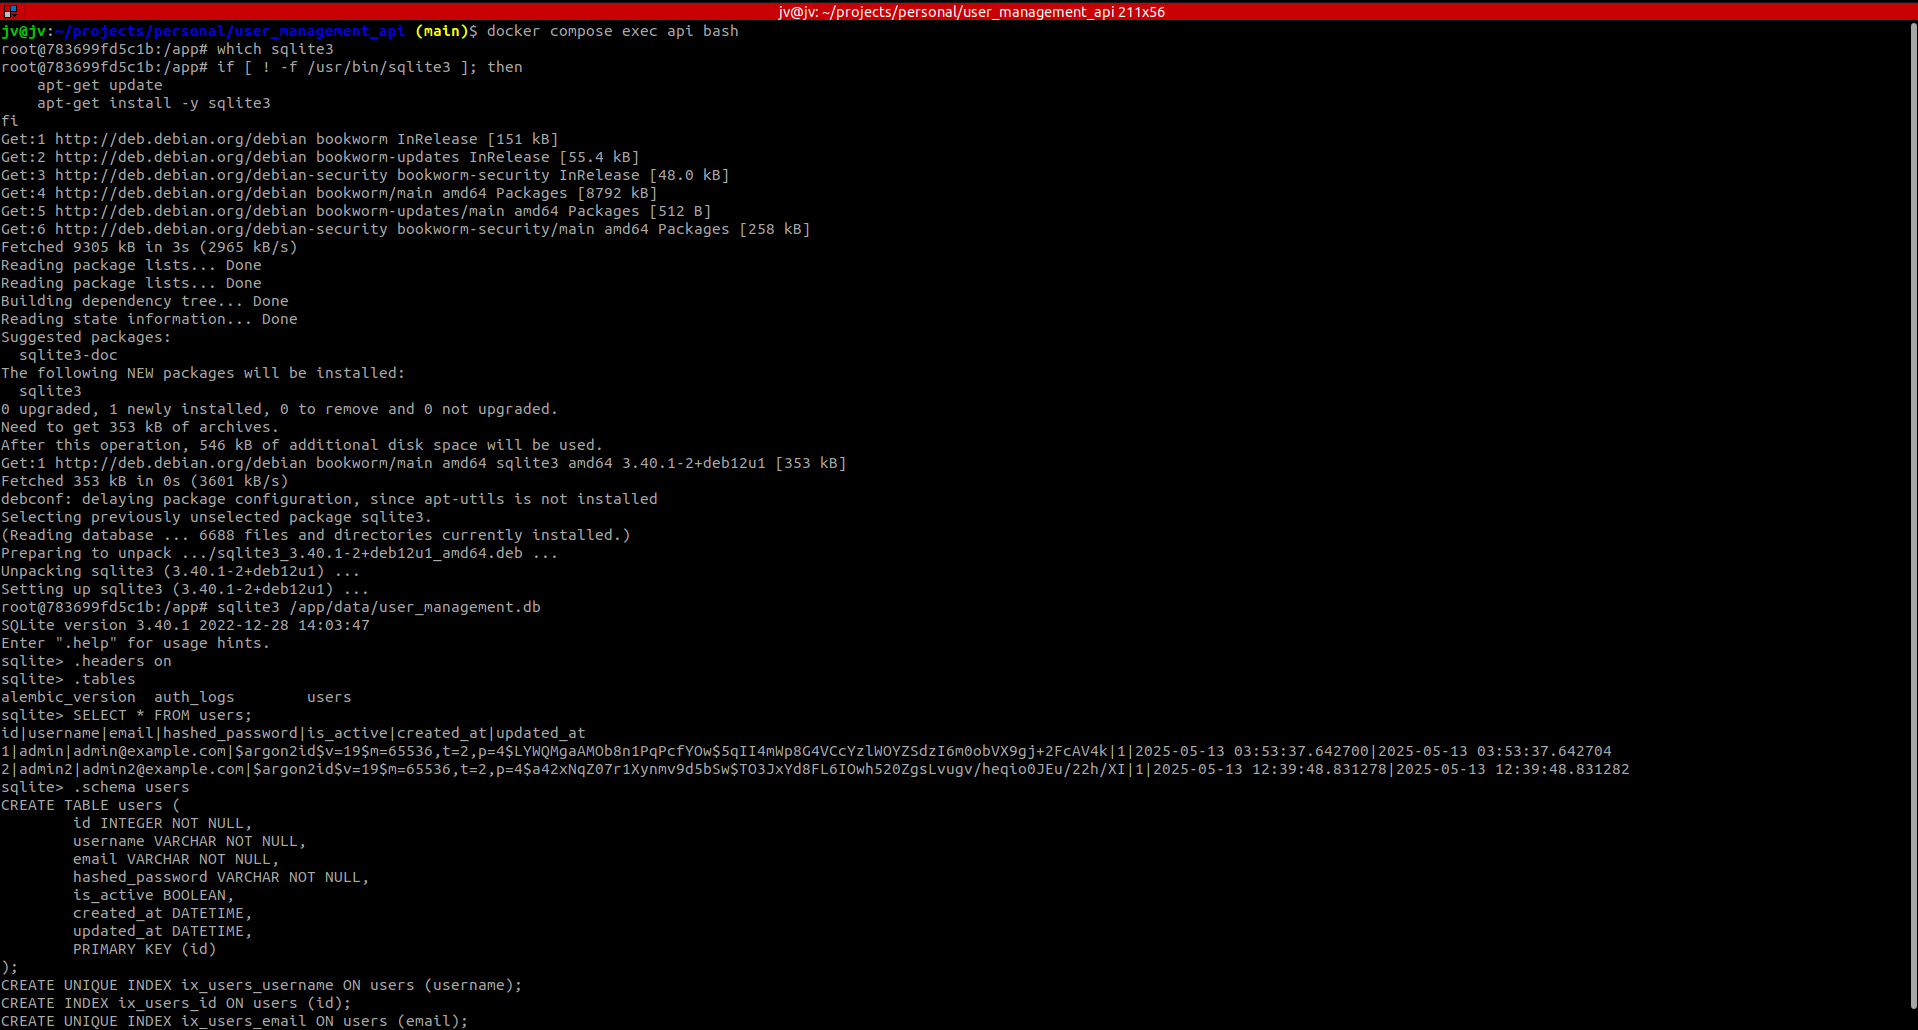 jv@jv: ~/projects/personal/user_management_api 211x56
jv@jv:~/projects/personal/user_management_api (main)$ docker compose exec api bash
root@783699fd5c1b:/app# which sqlite3
root@783699fd5c1b:/app# if [ ! -f /usr/bin/sqlite3 ]; then
    apt-get update
    apt-get install -y sqlite3
fi
Get:1 http://deb.debian.org/debian bookworm InRelease [151 kB]
Get:2 http://deb.debian.org/debian bookworm-updates InRelease [55.4 kB]
Get:3 http://deb.debian.org/debian-security bookworm-security InRelease [48.0 kB]
Get:4 http://deb.debian.org/debian bookworm/main amd64 Packages [8792 kB]
Get:5 http://deb.debian.org/debian bookworm-updates/main amd64 Packages [512 B]
Get:6 http://deb.debian.org/debian-security bookworm-security/main amd64 Packages [258 kB]
Fetched 9305 kB in 3s (2965 kB/s)
Reading package lists... Done
Reading package lists... Done
Building dependency tree... Done
Reading state information... Done
Suggested packages:
  sqlite3-doc
The following NEW packages will be installed:
  sqlite3
0 upgraded, 1 newly installed, 0 to remove and 0 not upgraded.
Need to get 353 kB of archives.
After this operation, 546 kB of additional disk space will be used.
Get:1 http://deb.debian.org/debian bookworm/main amd64 sqlite3 amd64 3.40.1-2+deb12u1 [353 kB]
Fetched 353 kB in 0s (3601 kB/s)
debconf: delaying package configuration, since apt-utils is not installed
Selecting previously unselected package sqlite3.
(Reading database ... 6688 files and directories currently installed.)
Preparing to unpack .../sqlite3_3.40.1-2+deb12u1_amd64.deb ...
Unpacking sqlite3 (3.40.1-2+deb12u1) ...
Setting up sqlite3 (3.40.1-2+deb12u1) ...
root@783699fd5c1b:/app# sqlite3 /app/data/user_management.db
SQLite version 3.40.1 2022-12-28 14:03:47
Enter ".help" for usage hints.
sqlite> .headers on
sqlite> .tables
alembic_version  auth_logs        users
sqlite> SELECT * FROM users;
id|username|email|hashed_password|is_active|created_at|updated_at
1|admin|admin@example.com|$argon2id$v=19$m=65536,t=2,p=4$LYWQMgaAMOb8n1PqPcfYOw$5qII4mWp8G4VCcYzlWOYZSdzI6m0obVX9gj+2FcAV4k|1|2025-05-13 03:53:37.642700|2025-05-13 03:53:37.642704
2|admin2|admin2@example.com|$argon2id$v=19$m=65536,t=2,p=4$a42xNqZ07r1Xynmv9d5bSw$TO3JxYd8FL6IOwh520ZgsLvugv/heqio0JEu/22h/XI|1|2025-05-13 12:39:48.831278|2025-05-13 12:39:48.831282
sqlite> .schema users
CREATE TABLE users (
        id INTEGER NOT NULL,
        username VARCHAR NOT NULL,
        email VARCHAR NOT NULL,
        hashed_password VARCHAR NOT NULL,
        is_active BOOLEAN,
        created_at DATETIME,
        updated_at DATETIME,
        PRIMARY KEY (id)
);
CREATE UNIQUE INDEX ix_users_username ON users (username);
CREATE INDEX ix_users_id ON users (id);
CREATE UNIQUE INDEX ix_users_email ON users (email);